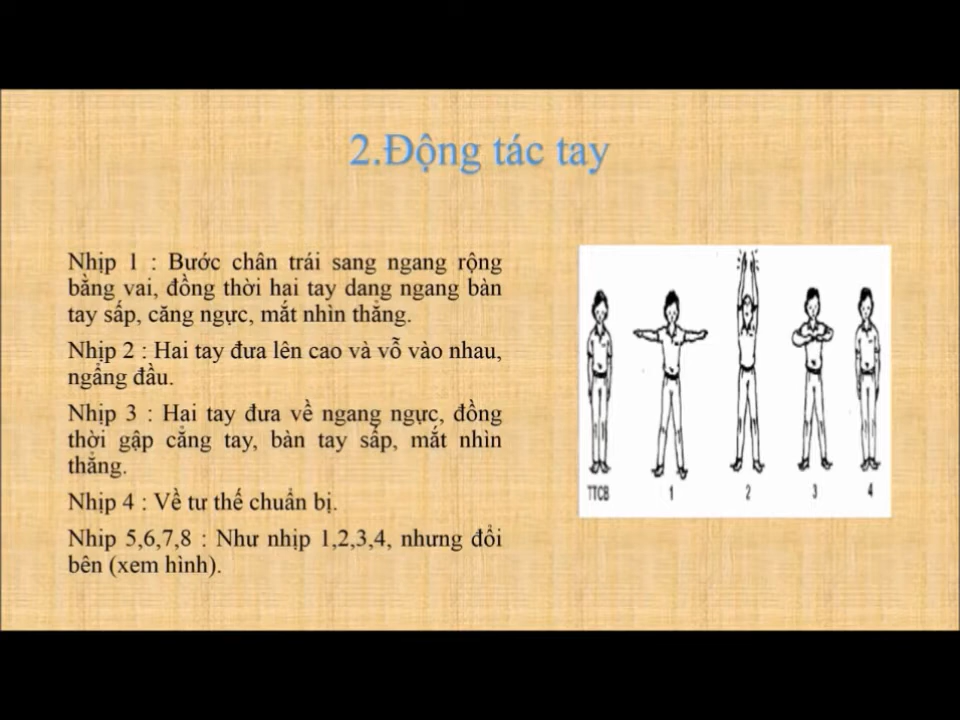 2.Động tác tay
Nhịp 1 : Bước chân trái sang ngang rộng
bằng vai, đồng thời hai tay dang ngang bàn
tay sấp, căng ngực, mắt nhìn thẳng.
Nhịp 2 : Hai tay đưa lên cao và vỗ vào nhau,
ngẩng đầu.
Nhịp 3 : Hai tay đưa về ngang ngực, đồng
thời gập cẳng tay, bàn tay sấp, mắt nhìn
thẳng.
Nhịp 4 : Về tư thế chuẩn bị.
Nhip 5,6,7,8 : Như nhịp 1,2,3,4, nhưng đổi
bên (xem hình).
TTCB 1 2 3 4